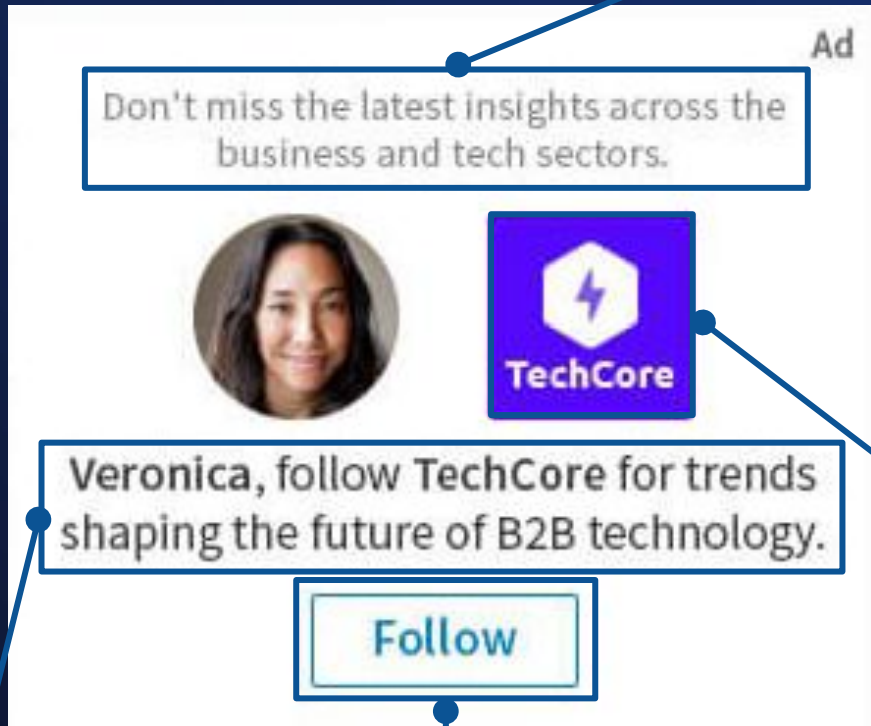 Ad
Don't miss the latest insights across the
business and tech sectors.
TechCore
Veronica, follow TechCore for trends
shaping the future of B2B technology.
Follow